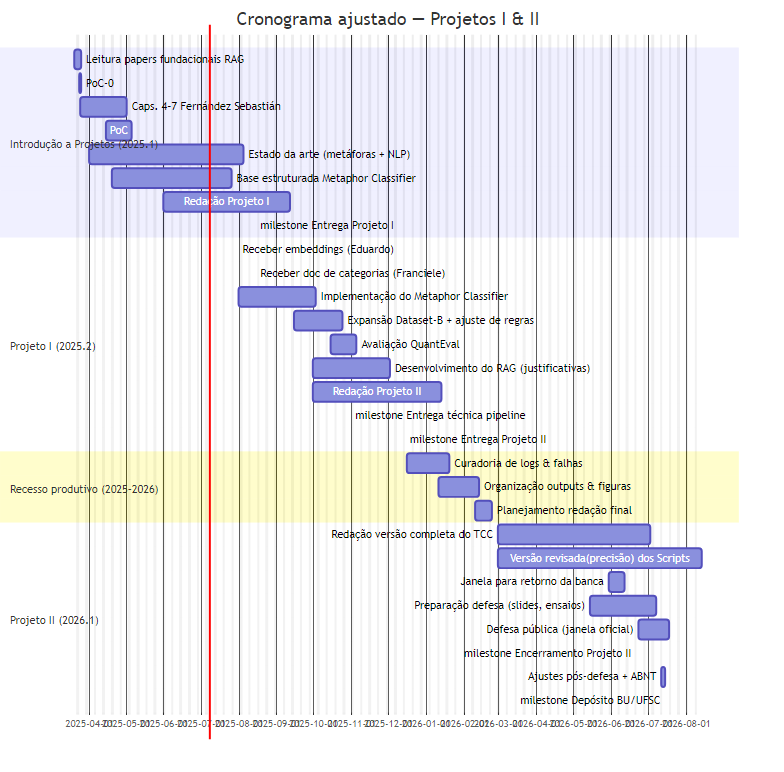 Cronograma ajustado — Projetos I & II
Leitura papers fundacionais RAG
PoC-0
Caps. 4-7 Fernández Sebastián
PoC
Introdução a Projetos (2025.1)
Estado da arte (metáforas + NLP)
Base estruturada Metaphor Classifier
Redação Projeto I
milestone Entrega Projeto I
Receber embeddings (Eduardo)
Receber doc de categorias (Franciele)
Implementação do Metaphor Classifier
Expansão Dataset-B + ajuste de regras
Projeto I (2025.2)
Avaliação QuantEval
Desenvolvimento do RAG (justificativas)
Redação Projeto II
milestone Entrega técnica pipeline
milestone Entrega Projeto II
Curadoria de logs & falhas
Recesso produtivo (2025-2026)
Organização outputs & figuras
Planejamento redação final
Redação versão completa do TCC
Versão revisada(precisão) dos Scripts
Janela para retorno da banca
Preparação defesa (slides, ensaios)
Projeto II (2026.1)
Defesa pública (janela oficial)
milestone Encerramento Projeto II
Ajustes pós-defesa + ABNT
milestone Depósito BU/UFSC
2025-04-01 2025-05-01 2025-06-01 2025-07-01 2025-08-01 2025-09-01 2025-10-01 2025-11-01 2025-12-01 2026-01-01 2026-02-01 2026-03-01 2026-04-01 2026-05-01 2026-06-01 2026-07-01 2026-08-01